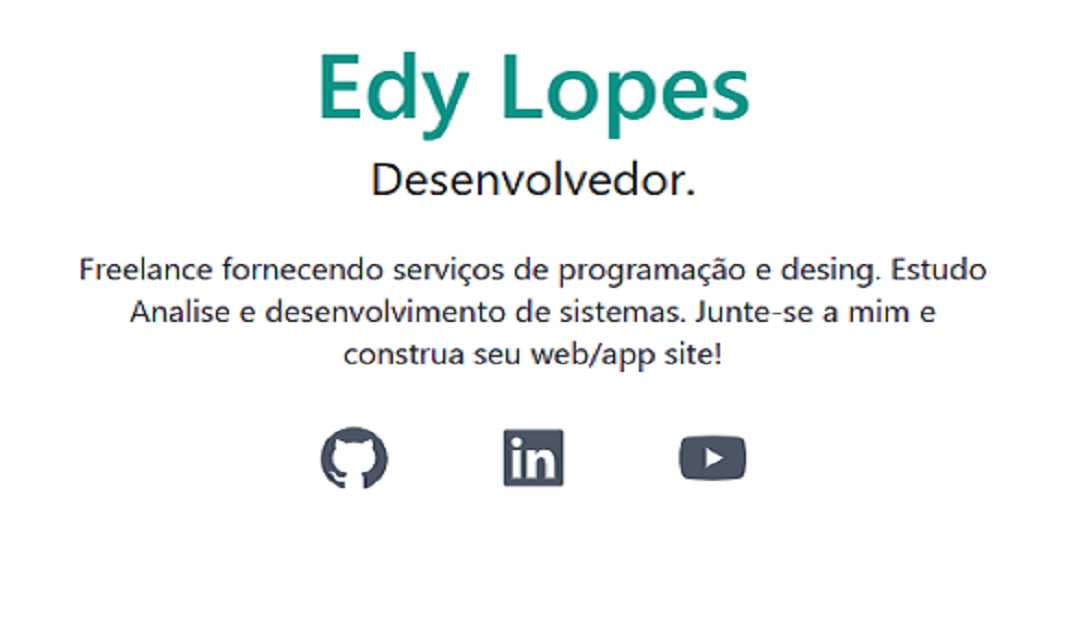 Edy Lopes
Desenvolvedor.
Freelance fornecendo serviços de programação e desing. Estudo
Analise e desenvolvimento de sistemas. Junte-se a mim e
construa seu web/app site!
in